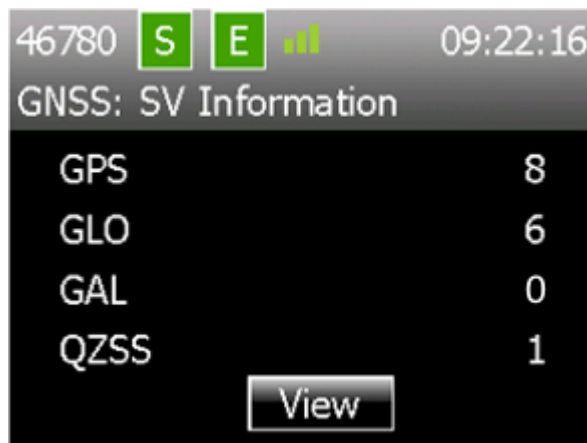 46780 S E 09:22:16
GNSS: SV Information
GPS 8
GLO 6
GAL 0
QZSS 1
View